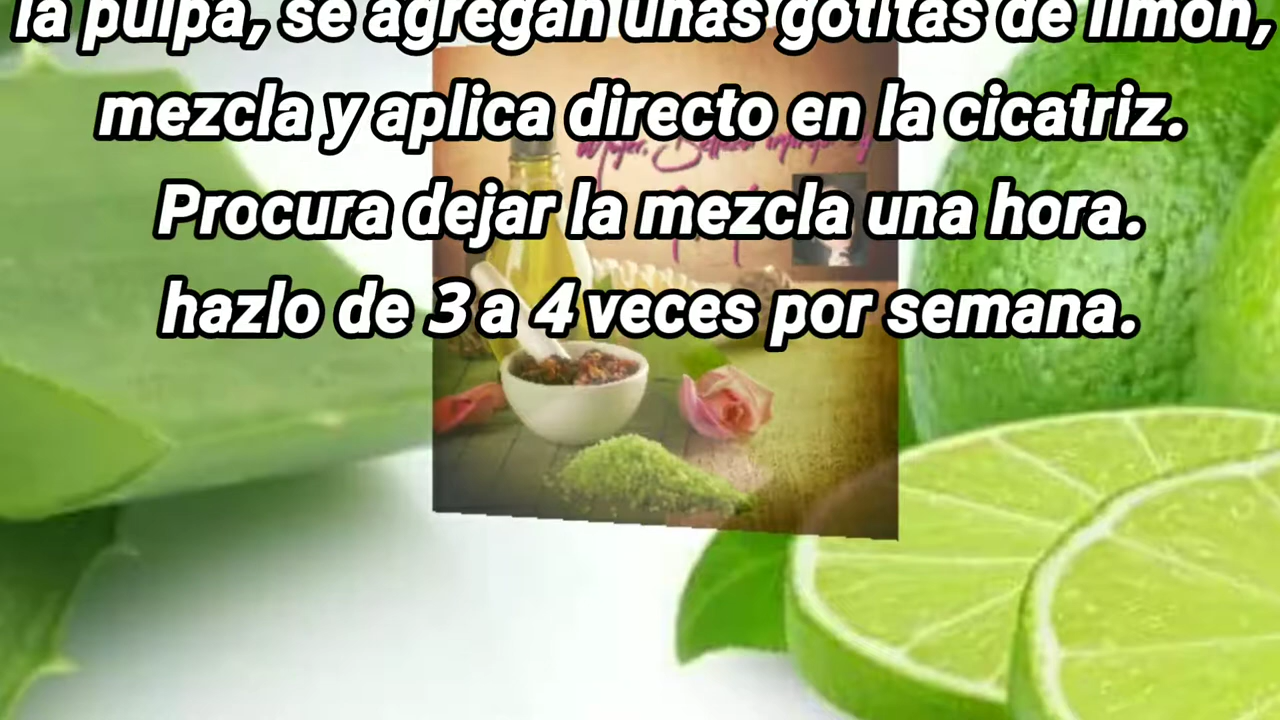 la pulpa, se agregan unas gotitas de limón,
mezcla y aplica directo en la cicatriz.
Procura dejar la mezcla una hora.
hazlo de 3 a 4 veces por semana.